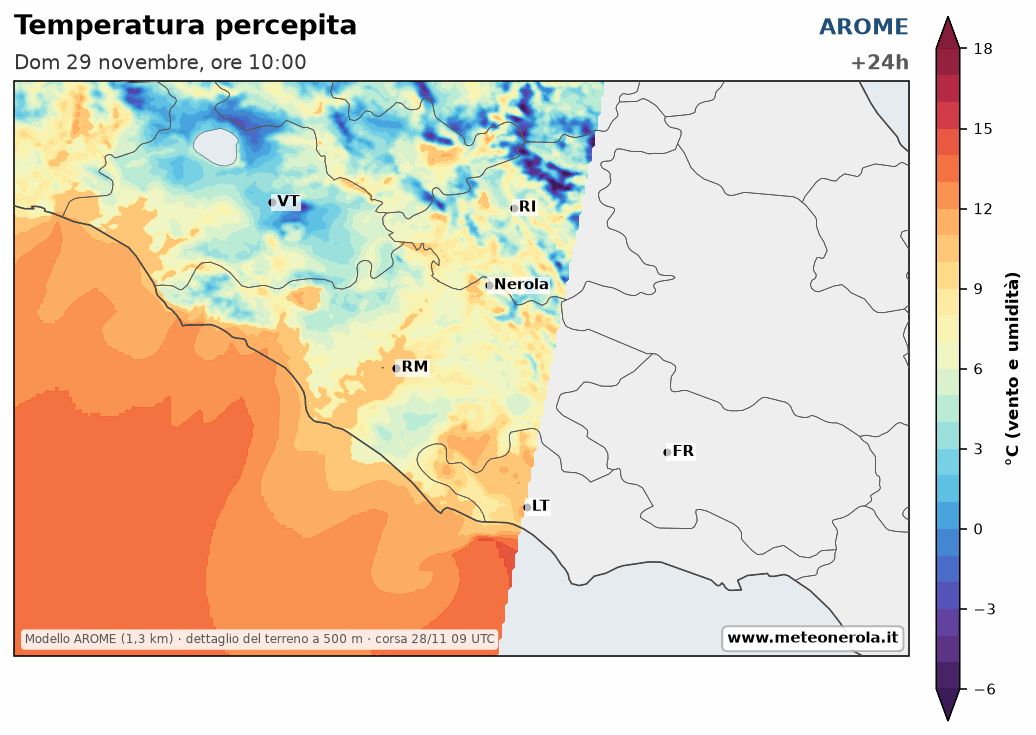 Temperatura percepita
AROME
Dom 29 novembre, ore 10:00
+24h
18
15
12
9
6
3
0
−3
−6
°C (vento e umidità)
VT
RI
Nerola
RM
FR
LT
Modello AROME (1,3 km) · dettaglio del terreno a 500 m · corsa 28/11 09 UTC
www.meteonerola.it